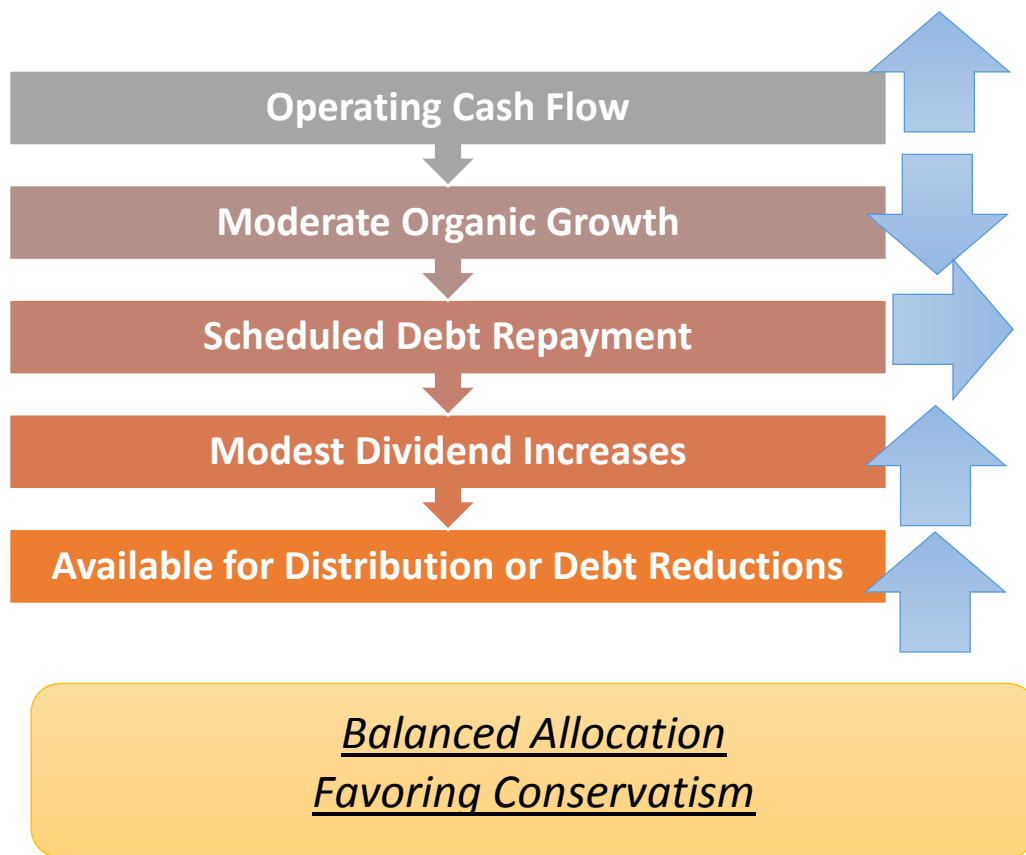 Operating Cash Flow
Moderate Organic Growth
Scheduled Debt Repayment
Modest Dividend Increases
Available for Distribution or Debt Reductions
Balanced Allocation
Favoring Conservatism